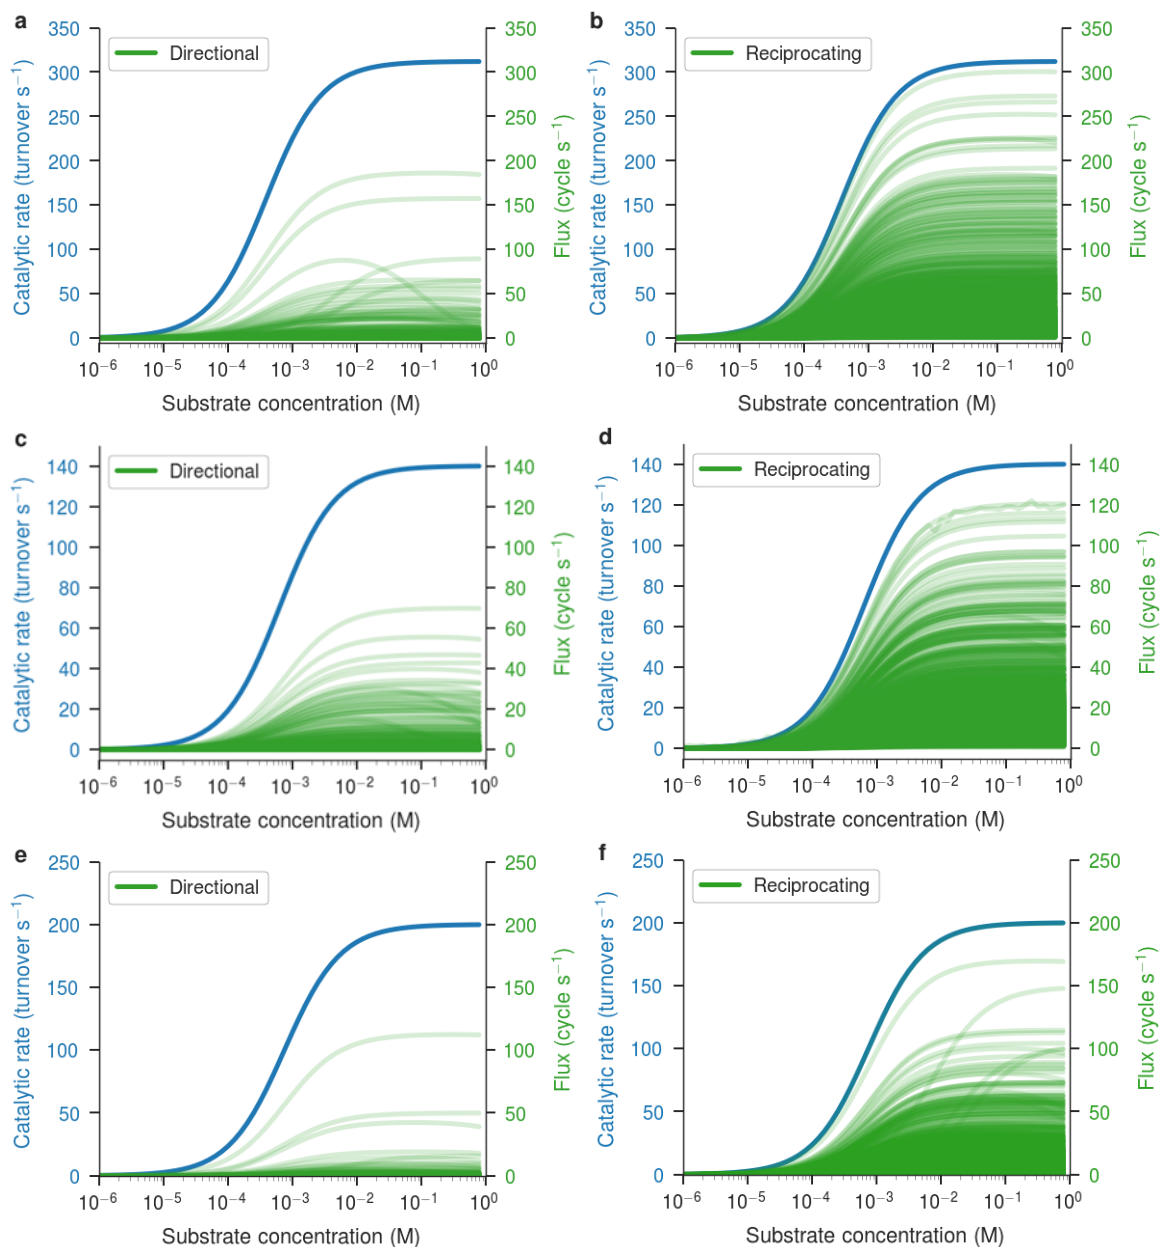 a
350
300
250
200
150
100
50
0
Catalytic rate (turnover s⁻¹)
Directional
350
300
250
200
150
100
50
0
Flux (cycle s⁻¹)
10⁻⁶ 10⁻⁵ 10⁻⁴ 10⁻³ 10⁻² 10⁻¹ 10⁰
Substrate concentration (M)
b
350
300
250
200
150
100
50
0
Catalytic rate (turnover s⁻¹)
Reciprocating
350
300
250
200
150
100
50
0
Flux (cycle s⁻¹)
10⁻⁶ 10⁻⁵ 10⁻⁴ 10⁻³ 10⁻² 10⁻¹ 10⁰
Substrate concentration (M)
c
140
120
100
80
60
40
20
0
Catalytic rate (turnover s⁻¹)
Directional
140
120
100
80
60
40
20
0
Flux (cycle s⁻¹)
10⁻⁶ 10⁻⁵ 10⁻⁴ 10⁻³ 10⁻² 10⁻¹ 10⁰
Substrate concentration (M)
d
140
120
100
80
60
40
20
0
Catalytic rate (turnover s⁻¹)
Reciprocating
140
120
100
80
60
40
20
0
Flux (cycle s⁻¹)
10⁻⁶ 10⁻⁵ 10⁻⁴ 10⁻³ 10⁻² 10⁻¹ 10⁰
Substrate concentration (M)
e
250
200
150
100
50
0
Catalytic rate (turnover s⁻¹)
Directional
250
200
150
100
50
0
Flux (cycle s⁻¹)
10⁻⁶ 10⁻⁵ 10⁻⁴ 10⁻³ 10⁻² 10⁻¹ 10⁰
Substrate concentration (M)
f
250
200
150
100
50
0
Catalytic rate (turnover s⁻¹)
Reciprocating
250
200
150
100
50
0
Flux (cycle s⁻¹)
10⁻⁶ 10⁻⁵ 10⁻⁴ 10⁻³ 10⁻² 10⁻¹ 10⁰
Substrate concentration (M)